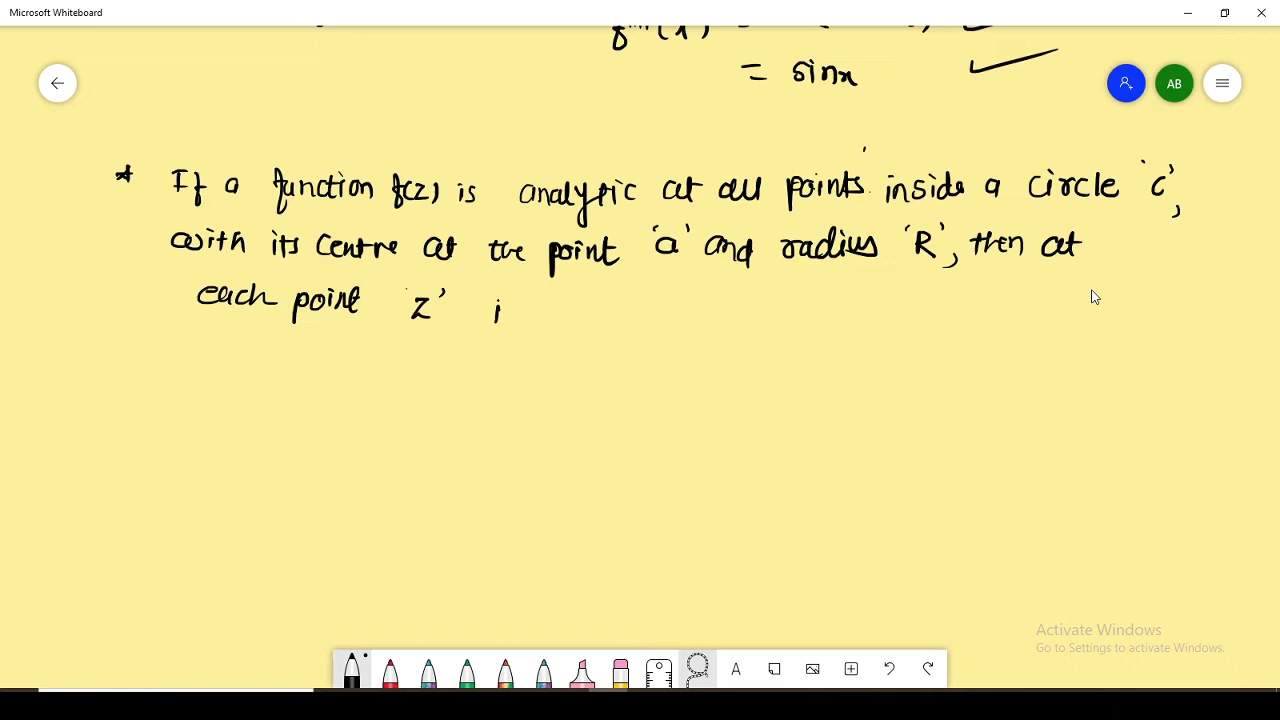 Microsoft Whiteboard
= sinx
AB
* If a function f(z) is analytic at all points inside a circle 'c',
with its centre at the point 'a' and radius 'R', then at
each point 'z' i
Activate Windows
Go to Settings to activate Windows.
A